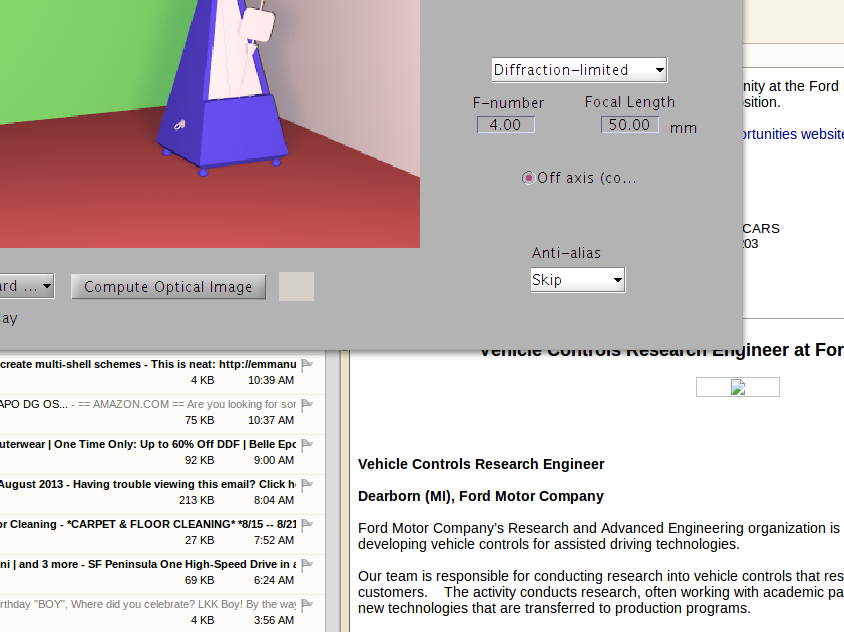 Diffraction-limited
F-number
Focal Length
4.00
50.00
mm
Off axis (co...
Anti-alias
Skip
ard ...
Compute Optical Image
lay
nity at the Ford
sition.
ortunities website
CARS
203
create multi-shell schemes - This is neat: http://emmanu
4 KB 10:39 AM
APO DG OS... - == AMAZON.COM == Are you looking for sor
75 KB 10:37 AM
uterwear | One Time Only: Up to 60% Off DDF | Belle Epo
92 KB 9:00 AM
August 2013 - Having trouble viewing this email? Click he
213 KB 8:04 AM
or Cleaning - *CARPET & FLOOR CLEANING* *8/15 -- 8/21
27 KB 7:52 AM
ni | and 3 more - SF Peninsula One High-Speed Drive in a
69 KB 6:24 AM
rthday "BOY", Where did you celebrate? LKK Boy! By the way
4 KB 3:56 AM
Vehicle Controls Research Engineer at For
Vehicle Controls Research Engineer
Dearborn (MI), Ford Motor Company
Ford Motor Company's Research and Advanced Engineering organization is
developing vehicle controls for assisted driving technologies.
Our team is responsible for conducting research into vehicle controls that res
customers. The activity conducts research, often working with academic pa
new technologies that are transferred to production programs.